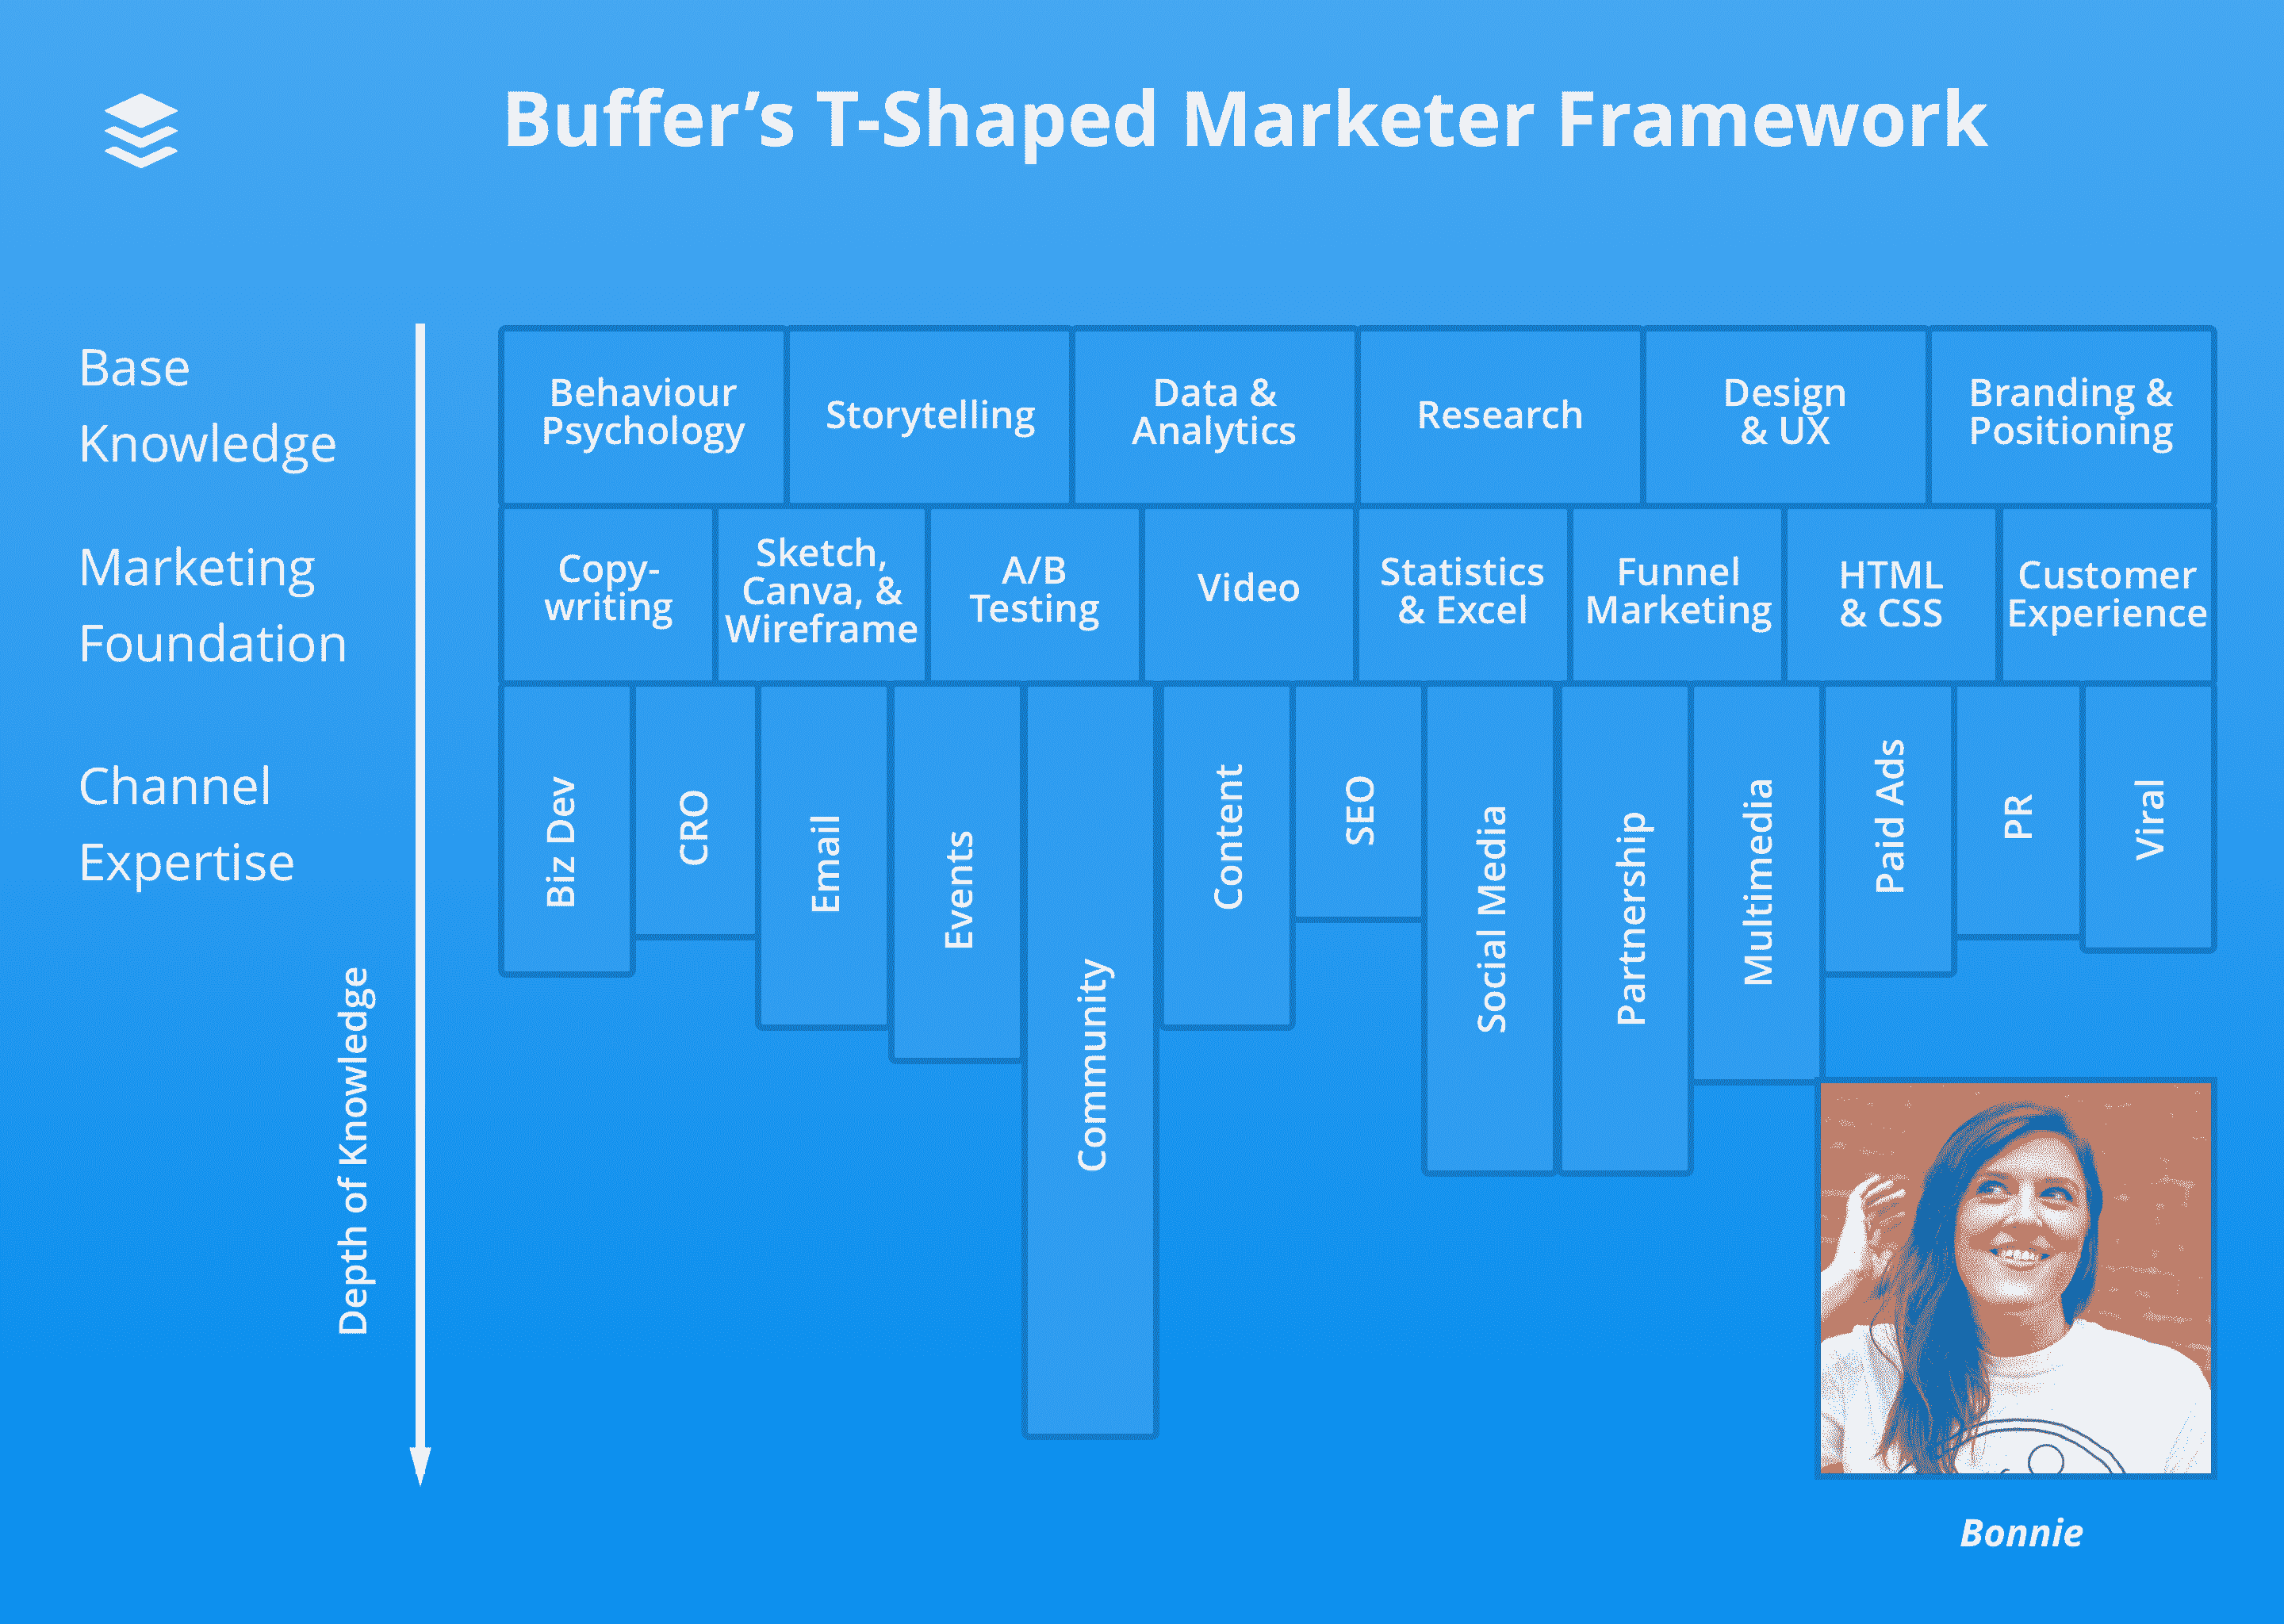 Buffer’s T-Shaped Marketer Framework
Base
Knowledge
Behaviour
Psychology
Storytelling
Data &
Analytics
Research
Design
& UX
Branding &
Positioning
Marketing
Foundation
Copy-
writing
Sketch,
Canva, &
Wireframe
A/B
Testing
Video
Statistics
& Excel
Funnel
Marketing
HTML
& CSS
Customer
Experience
Channel
Expertise
Biz Dev
CRO
Email
Events
Community
Content
SEO
Social Media
Partnership
Multimedia
Paid Ads
PR
Viral
Depth of Knowledge
Bonnie